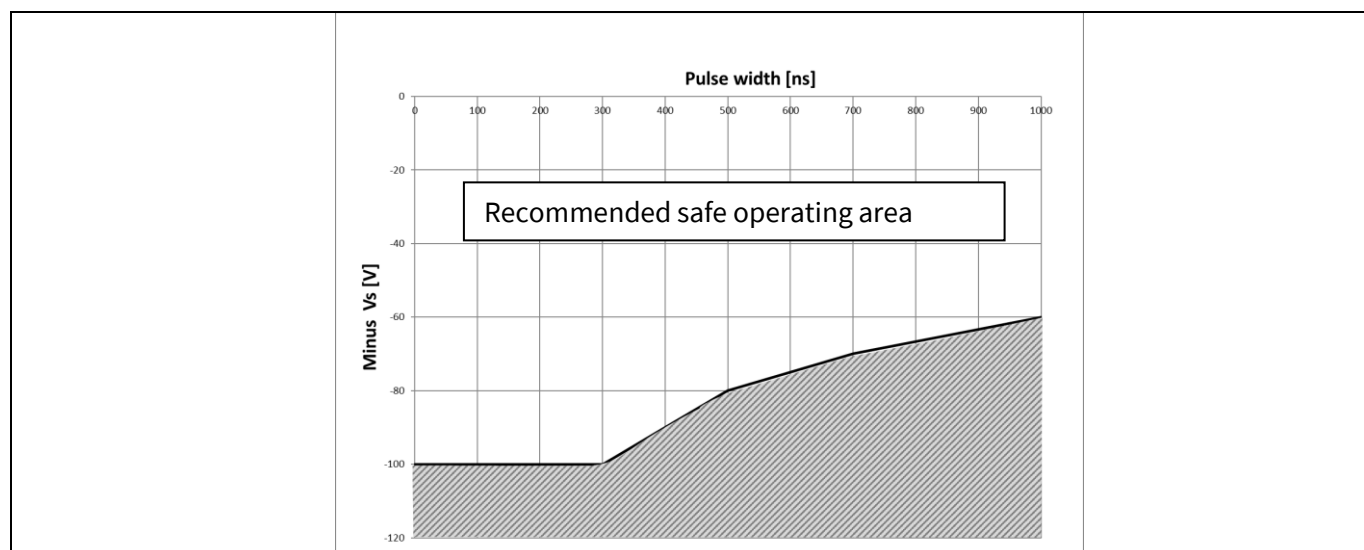 Pulse width [ns]
0
0 100 200 300 400 500 600 700 800 900 1000
-20
Recommended safe operating area
-40
Minus Vs [V]
-60
-80
-100
-120